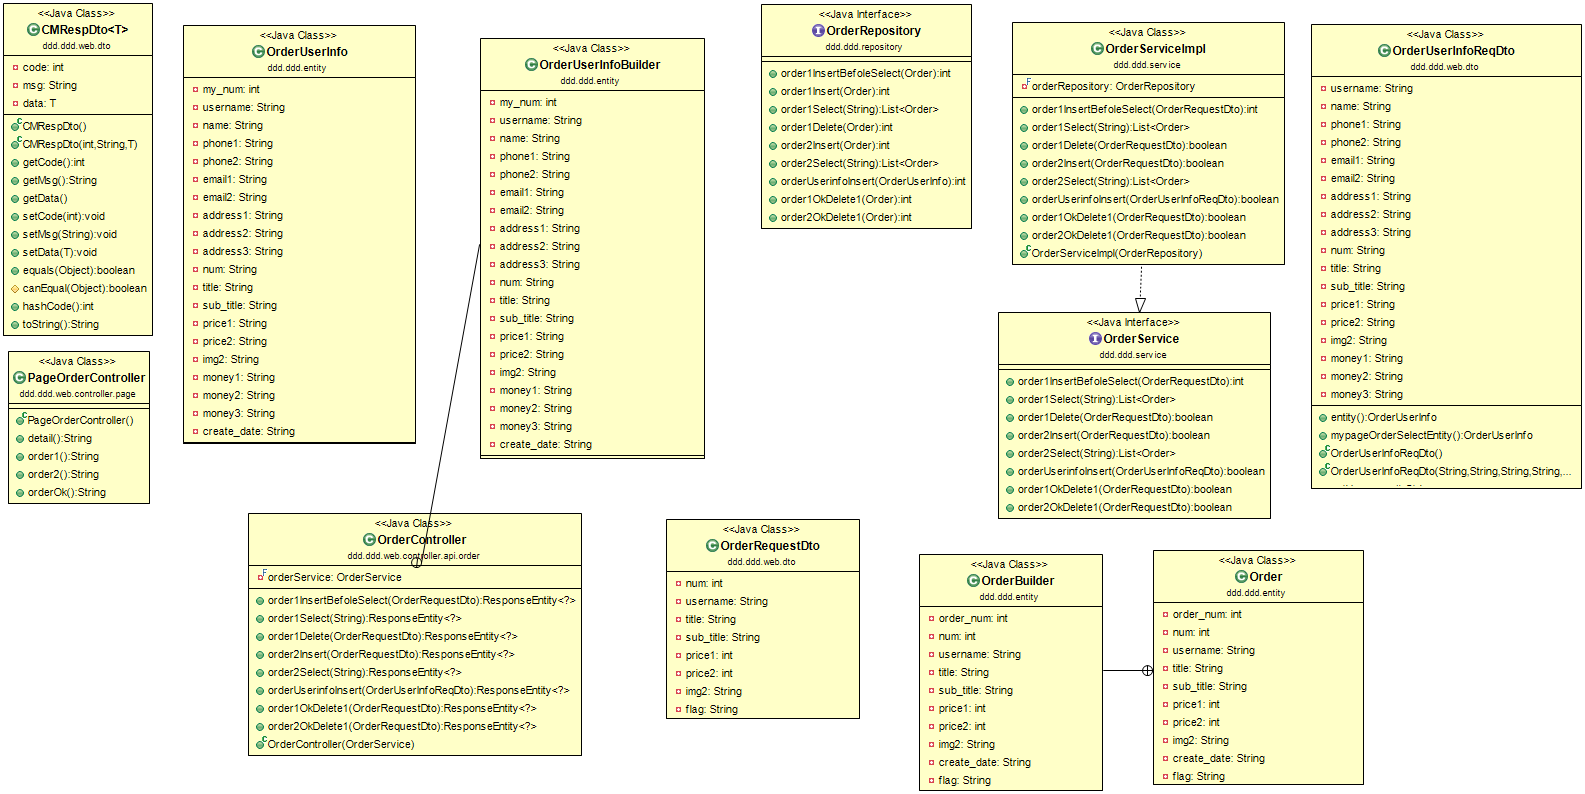 <<Java Class>>
CMRespDto<T>
ddd.ddd.web.dto
code: int
msg: String
data: T
CMRespDto()
CMRespDto(int,String,T)
getCode():int
getMsg():String
getData()
setCode(int):void
setMsg(String):void
setData(T):void
equals(Object):boolean
canEqual(Object):boolean
hashCode():int
toString():String
<<Java Class>>
PageOrderController
ddd.ddd.web.controller.page
PageOrderController()
detail():String
order1():String
order2():String
orderOk():String
<<Java Class>>
OrderUserInfo
ddd.ddd.entity
my_num: int
username: String
name: String
phone1: String
phone2: String
email1: String
email2: String
address1: String
address2: String
address3: String
num: String
title: String
sub_title: String
price1: String
price2: String
img2: String
money1: String
money2: String
money3: String
create_date: String
<<Java Class>>
OrderUserInfoBuilder
ddd.ddd.entity
my_num: int
username: String
name: String
phone1: String
phone2: String
email1: String
email2: String
address1: String
address2: String
address3: String
num: String
title: String
sub_title: String
price1: String
price2: String
img2: String
money1: String
money2: String
money3: String
create_date: String
<<Java Interface>>
OrderRepository
ddd.ddd.repository
order1InsertBefoleSelect(Order):int
order1Insert(Order):int
order1Select(String):List<Order>
order1Delete(Order):int
order2Insert(Order):int
order2Select(String):List<Order>
orderUserinfoInsert(OrderUserInfo):int
order1OkDelete1(Order):int
order2OkDelete1(Order):int
<<Java Class>>
OrderServiceImpl
ddd.ddd.service
orderRepository: OrderRepository
order1InsertBefoleSelect(OrderRequestDto):int
order1Select(String):List<Order>
order1Delete(OrderRequestDto):boolean
order2Insert(OrderRequestDto):boolean
order2Select(String):List<Order>
orderUserinfoInsert(OrderUserInfoReqDto):boolean
order1OkDelete1(OrderRequestDto):boolean
order2OkDelete1(OrderRequestDto):boolean
OrderServiceImpl(OrderRepository)
<<Java Interface>>
OrderService
ddd.ddd.service
order1InsertBefoleSelect(OrderRequestDto):int
order1Select(String):List<Order>
order1Delete(OrderRequestDto):boolean
order2Insert(OrderRequestDto):boolean
order2Select(String):List<Order>
orderUserinfoInsert(OrderUserInfoReqDto):boolean
order1OkDelete1(OrderRequestDto):boolean
order2OkDelete1(OrderRequestDto):boolean
<<Java Class>>
OrderUserInfoReqDto
ddd.ddd.web.dto
username: String
name: String
phone1: String
phone2: String
email1: String
email2: String
address1: String
address2: String
address3: String
num: String
title: String
sub_title: String
price1: String
price2: String
img2: String
money1: String
money2: String
money3: String
entity():OrderUserInfo
mypageOrderSelectEntity():OrderUserInfo
OrderUserInfoReqDto()
OrderUserInfoReqDto(String,String,String,String,...
<<Java Class>>
OrderController
ddd.ddd.web.controller.api.order
orderService: OrderService
order1InsertBefoleSelect(OrderRequestDto):ResponseEntity<?>
order1Select(String):ResponseEntity<?>
order1Delete(OrderRequestDto):ResponseEntity<?>
order2Insert(OrderRequestDto):ResponseEntity<?>
order2Select(String):ResponseEntity<?>
orderUserinfoInsert(OrderUserInfoReqDto):ResponseEntity<?>
order1OkDelete1(OrderRequestDto):ResponseEntity<?>
order2OkDelete1(OrderRequestDto):ResponseEntity<?>
OrderController(OrderService)
<<Java Class>>
OrderRequestDto
ddd.ddd.web.dto
num: int
username: String
title: String
sub_title: String
price1: int
price2: int
img2: String
flag: String
<<Java Class>>
OrderBuilder
ddd.ddd.entity
order_num: int
num: int
username: String
title: String
sub_title: String
price1: int
price2: int
img2: String
create_date: String
flag: String
<<Java Class>>
Order
ddd.ddd.entity
order_num: int
num: int
username: String
title: String
sub_title: String
price1: int
price2: int
img2: String
create_date: String
flag: String